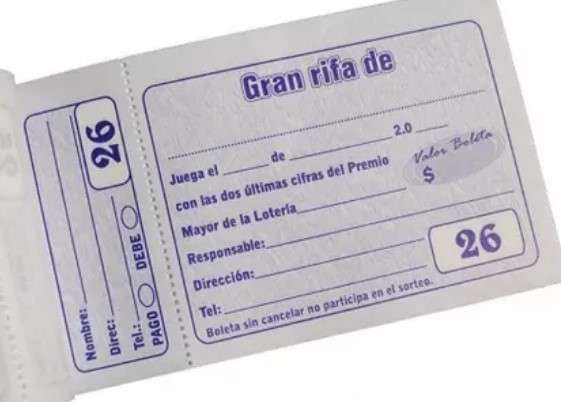 26
Nombre:
Direc:
Tel.:
PAGO DEBE
Gran rifa de
Juega el de 2.0
con las dos últimas cifras del Premio
Mayor de la Lotería
Valor Boleta
$
Responsable:
Dirección:
Tel:
26
Boleta sin cancelar no participa en el sorteo.